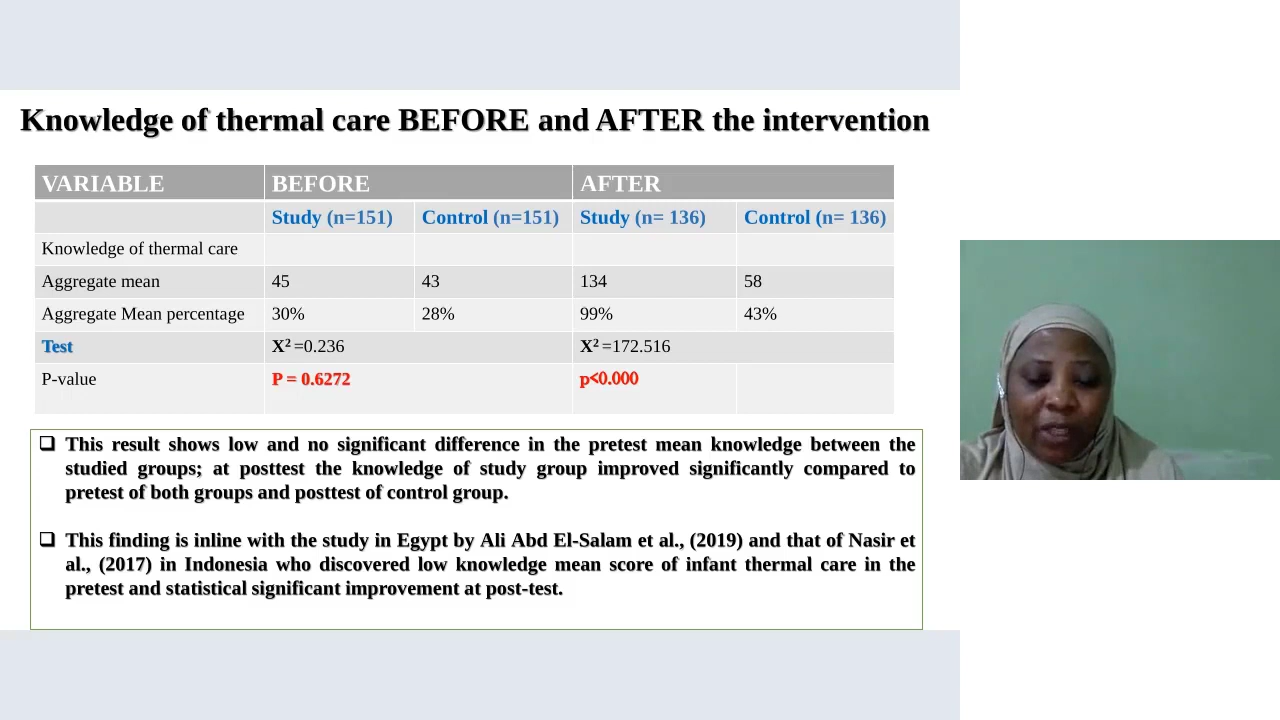 Knowledge of thermal care BEFORE and AFTER the intervention
VARIABLE BEFORE AFTER
Study (n=151) Control (n=151) Study (n= 136) Control (n= 136)
Knowledge of thermal care
Aggregate mean 45 43 134 58
Aggregate Mean percentage 30% 28% 99% 43%
Test X² =0.236 X² =172.516
P-value P = 0.6272 p<0.000
❑ This result shows low and no significant difference in the pretest mean knowledge between the
studied groups; at posttest the knowledge of study group improved significantly compared to
pretest of both groups and posttest of control group.
❑ This finding is inline with the study in Egypt by Ali Abd El-Salam et al., (2019) and that of Nasir et
al., (2017) in Indonesia who discovered low knowledge mean score of infant thermal care in the
pretest and statistical significant improvement at post-test.